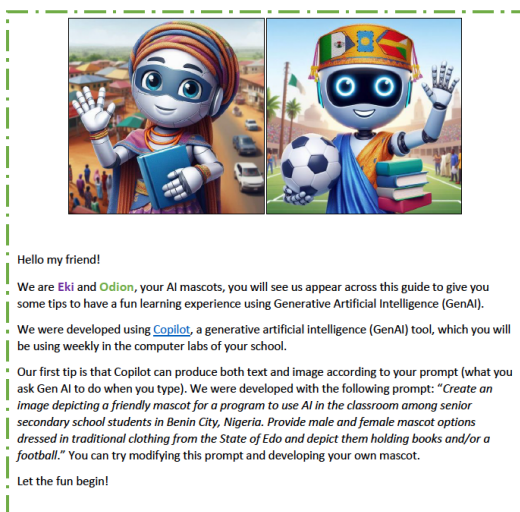 Hello my friend!
We are Eki and Odion, your AI mascots, you will see us appear across this guide to give you
some tips to have a fun learning experience using Generative Artificial Intelligence (GenAI).
We were developed using Copilot, a generative artificial intelligence (GenAI) tool, which you will
be using weekly in the computer labs of your school.
Our first tip is that Copilot can produce both text and image according to your prompt (what you
ask Gen AI to do when you type). We were developed with the following prompt: “Create an
image depicting a friendly mascot for a program to use AI in the classroom among senior
secondary school students in Benin City, Nigeria. Provide male and female mascot options
dressed in traditional clothing from the State of Edo and depict them holding books and/or a
football.” You can try modifying this prompt and developing your own mascot.
Let the fun begin!